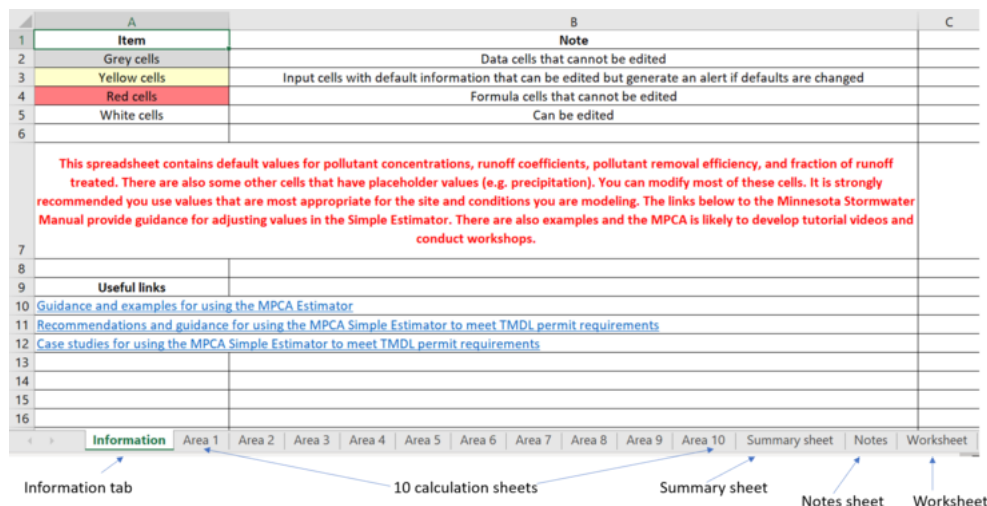 A B C
1 Item Note
2 Grey cells Data cells that cannot be edited
3 Yellow cells Input cells with default information that can be edited but generate an alert if defaults are changed
4 Red cells Formula cells that cannot be edited
5 White cells Can be edited
6
This spreadsheet contains default values for pollutant concentrations, runoff coefficients, pollutant removal efficiency, and fraction of runoff
treated. There are also some other cells that have placeholder values (e.g. precipitation). You can modify most of these cells. It is strongly
recommended you use values that are most appropriate for the site and conditions you are modeling. The links below to the Minnesota Stormwater
Manual provide guidance for adjusting values in the Simple Estimator. There are also examples and the MPCA is likely to develop tutorial videos and
conduct workshops.
7
8
9 Useful links
10 Guidance and examples for using the MPCA Estimator
11 Recommendations and guidance for using the MPCA Simple Estimator to meet TMDL permit requirements
12 Case studies for using the MPCA Simple Estimator to meet TMDL permit requirements
13
14
15
16
Information Area 1 Area 2 Area 3 Area 4 Area 5 Area 6 Area 7 Area 8 Area 9 Area 10 Summary sheet Notes Worksheet
Information tab 10 calculation sheets Summary sheet
Notes sheet Worksheet